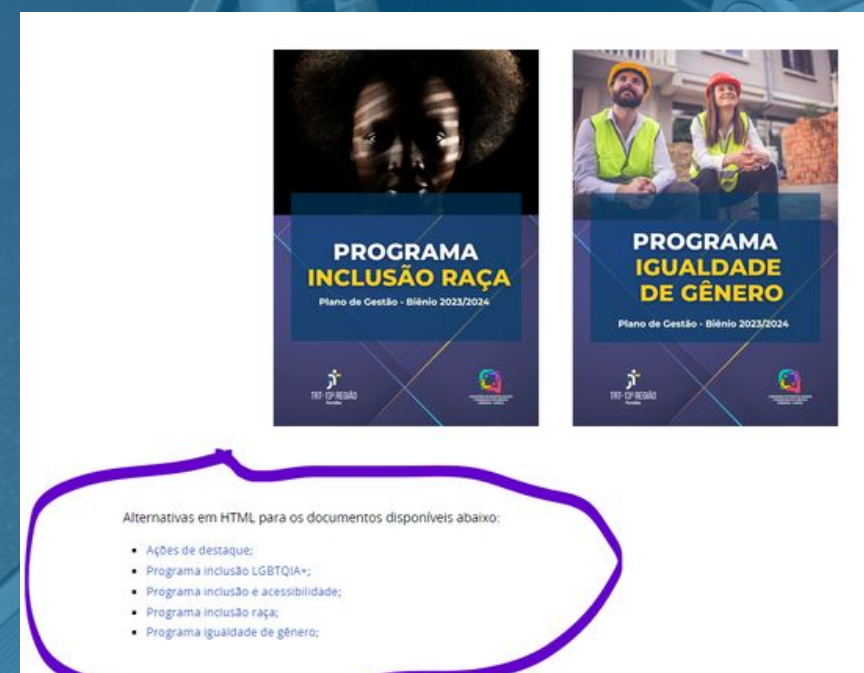 PROGRAMA
INCLUSÃO RAÇA
Plano de Gestão - Biênio 2023/2024
TRT-13ª REGIÃO
Paraíba
PROGRAMA
IGUALDADE
DE GÊNERO
Plano de Gestão - Biênio 2023/2024
TRT-13ª REGIÃO
Paraíba
Alternativas em HTML para os documentos disponíveis abaixo:
Ações de destaque;
Programa inclusão LGBTQIA+;
Programa inclusão e acessibilidade;
Programa inclusão raça;
Programa igualdade de gênero;